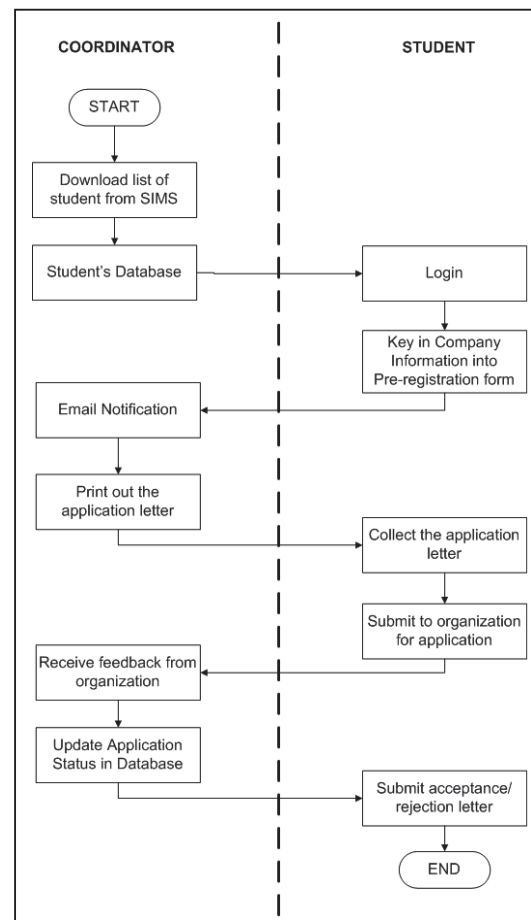 COORDINATOR
STUDENT
START
Download list of
student from SIMS
Student's Database
Login
Key in Company
Information into
Pre-registration form
Email Notification
Print out the
application letter
Collect the application
letter
Submit to organization
for application
Receive feedback from
organization
Update Application
Status in Database
Submit acceptance/
rejection letter
END